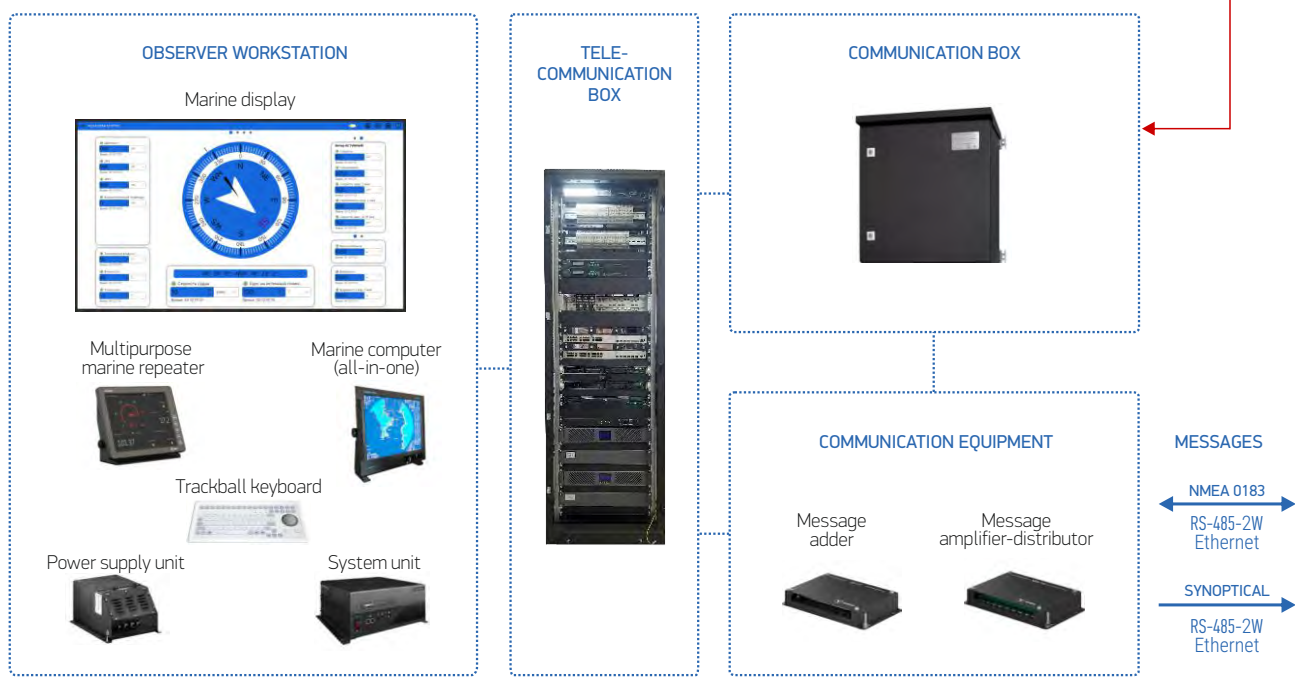 OBSERVER WORKSTATION
Marine display
Multipurpose
marine repeater
Marine computer
(all-in-one)
Trackball keyboard
Power supply unit
System unit
TELE-
COMMUNICATION
BOX
COMMUNICATION BOX
COMMUNICATION EQUIPMENT
Message
adder
Message
amplifier-distributor
MESSAGES
NMEA 0183
RS-485-2W
Ethernet
SYNOPTICAL
RS-485-2W
Ethernet